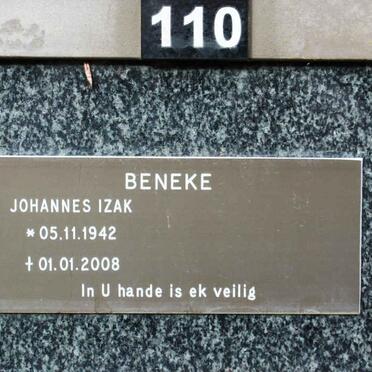 110
BENEKE
JOHANNES IZAK
* 05.11.1942
† 01.01.2008
In U hande is ek veilig